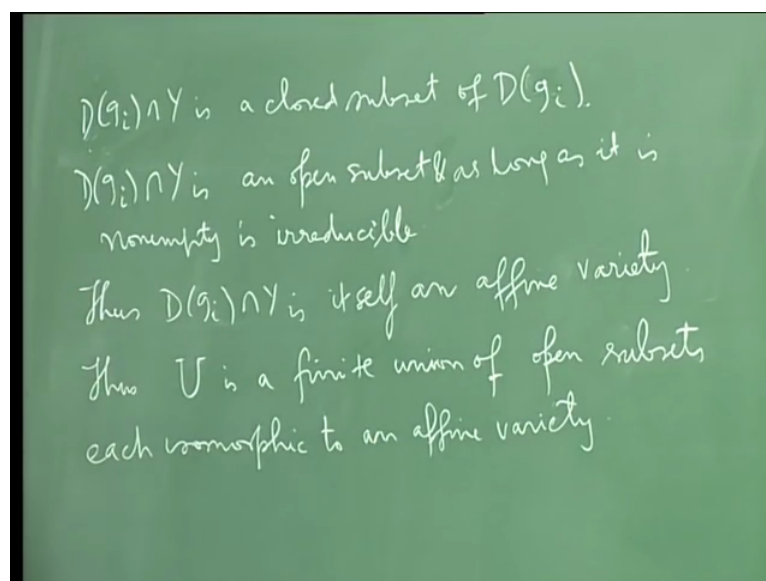 D(gᵢ)∩Y is a closed subset of D(gᵢ).
D(gᵢ)∩Y is an open subset & as long as it is
nonempty is irreducible
Thus D(gᵢ)∩Y is itself an affine variety.
Thus U is a finite union of open subsets
each isomorphic to an affine variety.